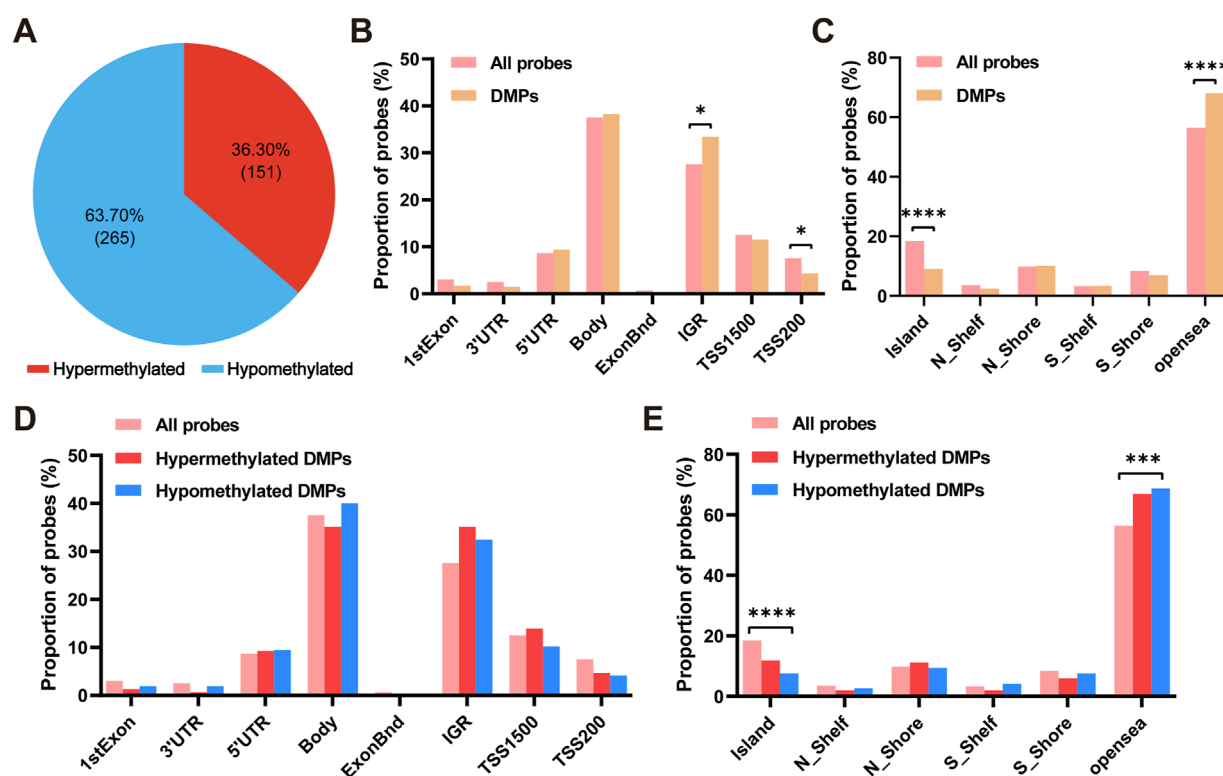 A
36.30%
(151)
63.70%
(265)
Hypermethylated
Hypomethylated
B
All probes
DMPs
Proportion of probes (%)
50
40
30
20
10
0
*
*
1stExon
3'UTR
5'UTR
Body
ExonBnd
IGR
TSS1500
TSS200
C
All probes
DMPs
Proportion of probes (%)
80
60
40
20
0
****
****
Island
N_Shelf
N_Shore
S_Shelf
S_Shore
opensea
D
All probes
Hypermethylated DMPs
Hypomethylated DMPs
Proportion of probes (%)
50
40
30
20
10
0
1stExon
3'UTR
5'UTR
Body
ExonBnd
IGR
TSS1500
TSS200
E
All probes
Hypermethylated DMPs
Hypomethylated DMPs
Proportion of probes (%)
80
60
40
20
0
****
***
Island
N_Shelf
N_Shore
S_Shelf
S_Shore
opensea